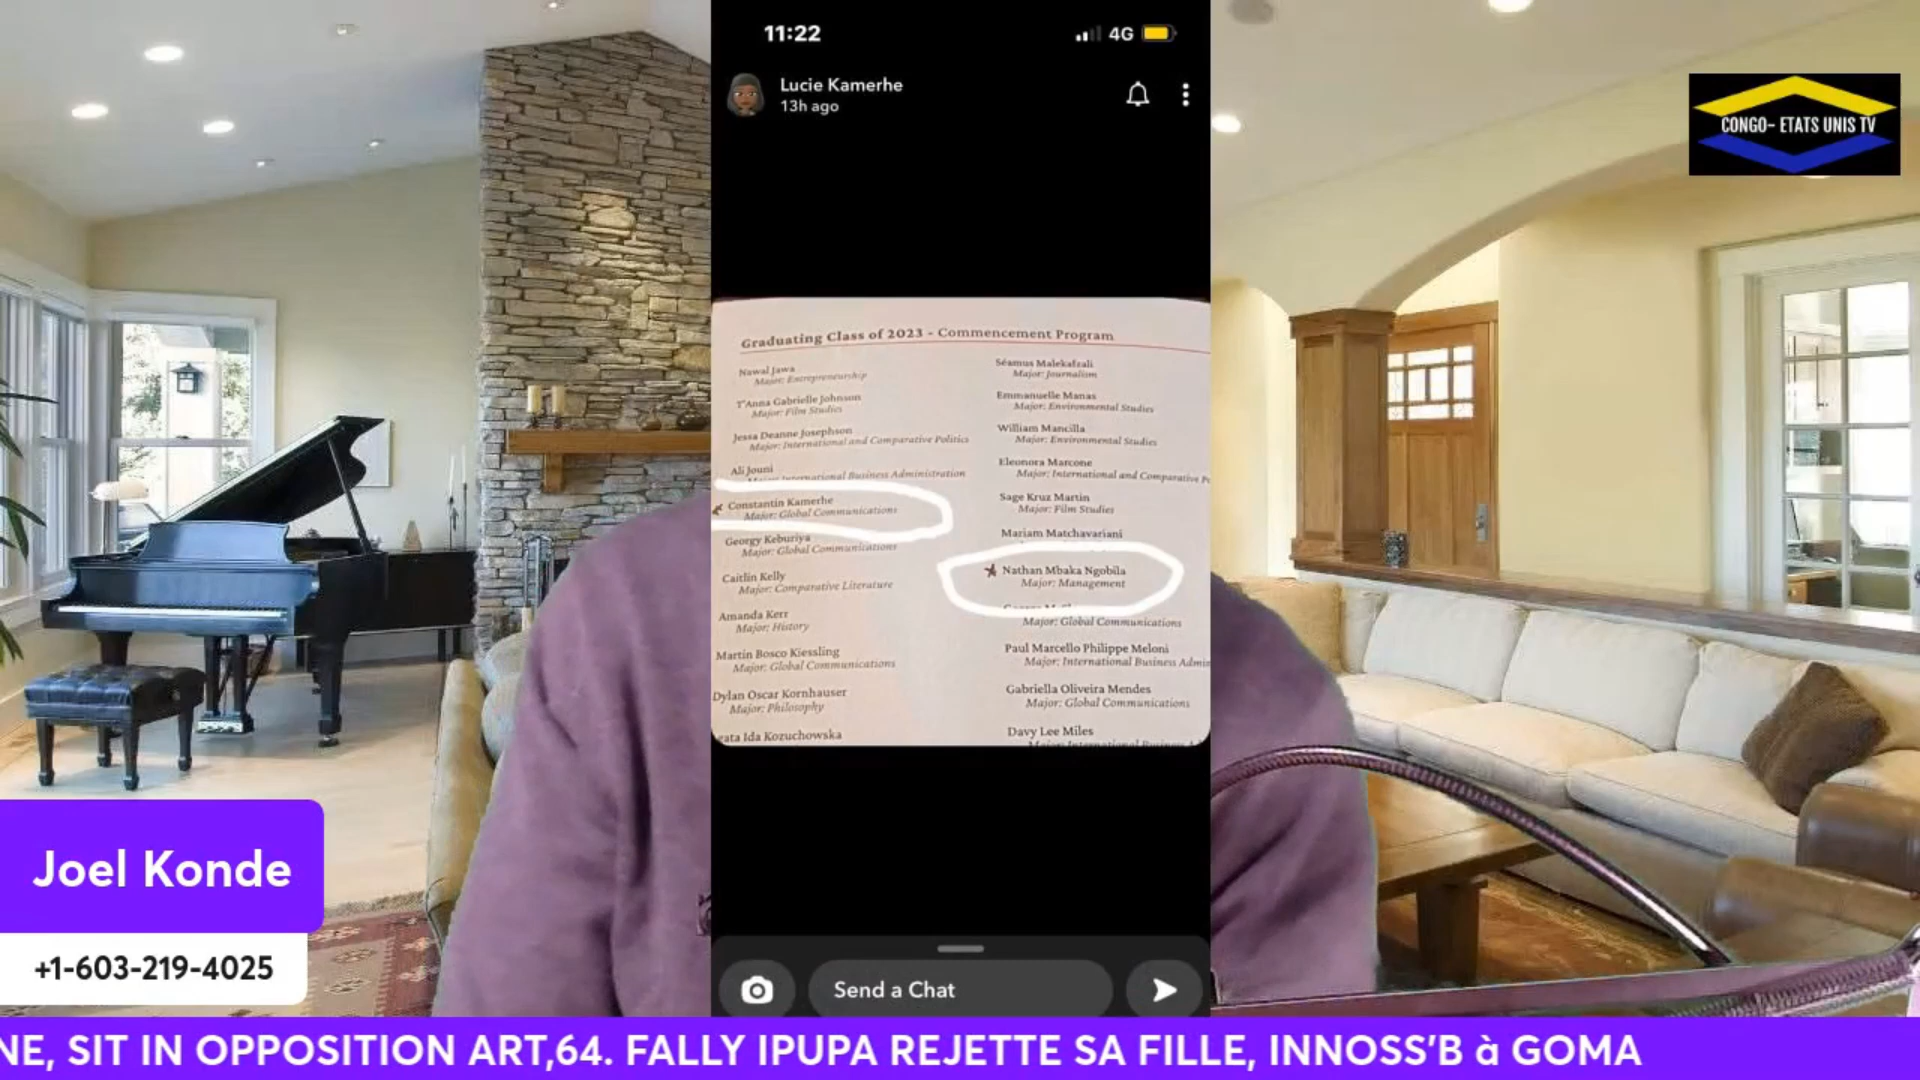 11:22
4G
Lucie Kamerhe
13h ago
CONGO- ETATS UNIS TV
Graduating Class of 2023 - Commencement Program
Nawal Jawa
Major: Entrepreneurship
T'Anna Gabrielle Johnson
Major: Film Studies
Jessa Deanne Josephson
Major: International and Comparative Politics
Ali Jouni
Major: International Business Administration
Constantin Kamerhe
Major: Global Communications
Georgy Keburiya
Major: Global Communications
Caitlin Kelly
Major: Comparative Literature
Amanda Kerr
Major: History
Martin Bosco Kiessling
Major: Global Communications
Dylan Oscar Kornhauser
Major: Philosophy
eata Ida Kozuchowska
Séamus Malekafzali
Major: Journalism
Emmanuelle Manas
Major: Environmental Studies
William Mancilla
Major: Environmental Studies
Eleonora Marcone
Major: International and Comparative Po
Sage Kruz Martin
Major: Film Studies
Mariam Matchavariani
Nathan Mbaka Ngobila
Major: Management
Major: Global Communications
Paul Marcello Philippe Meloni
Major: International Business Admin
Gabriella Oliveira Mendes
Major: Global Communications
Davy Lee Miles
Major: International Business
Send a Chat
Joel Konde
+1-603-219-4025
NE, SIT IN OPPOSITION ART,64. FALLY IPUPA REJETTE SA FILLE, INNOSS'B à GOMA